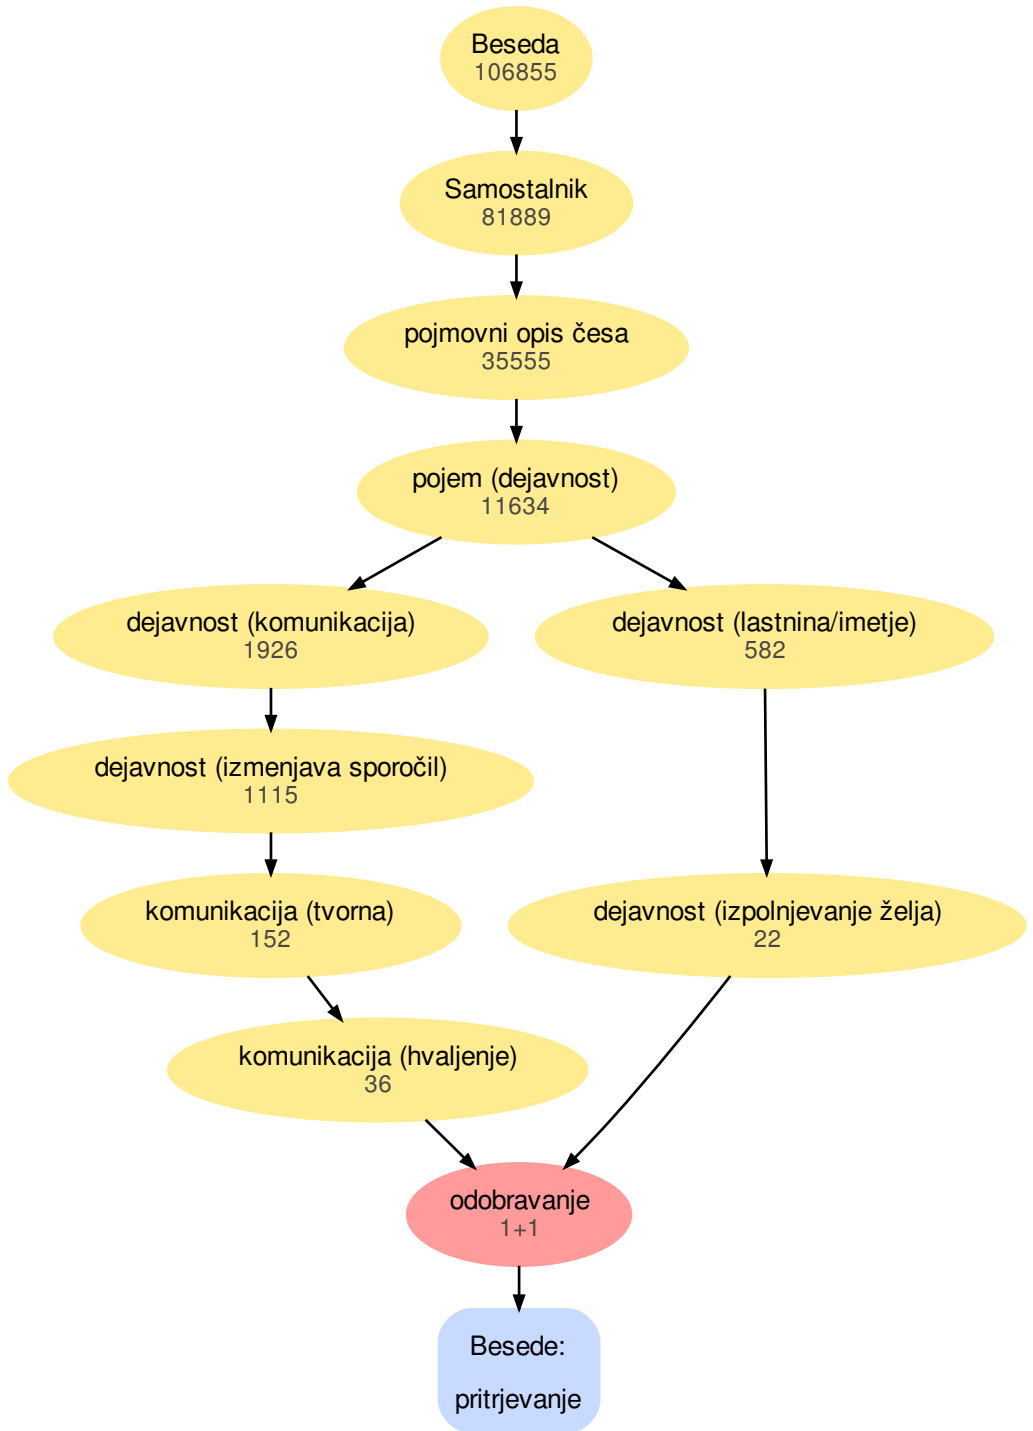 Beseda
106855
Samostalnik
81889
pojmovni opis česa
35555
pojem (dejavnost)
11634
dejavnost (komunikacija)
1926
dejavnost (lastnina/imetje)
582
dejavnost (izmenjava sporočil)
1115
komunikacija (tvorna)
152
dejavnost (izpolnjevanje želja)
22
komunikacija (hvaljenje)
36
odobravanje
1+1
Besede:
pritrjevanje